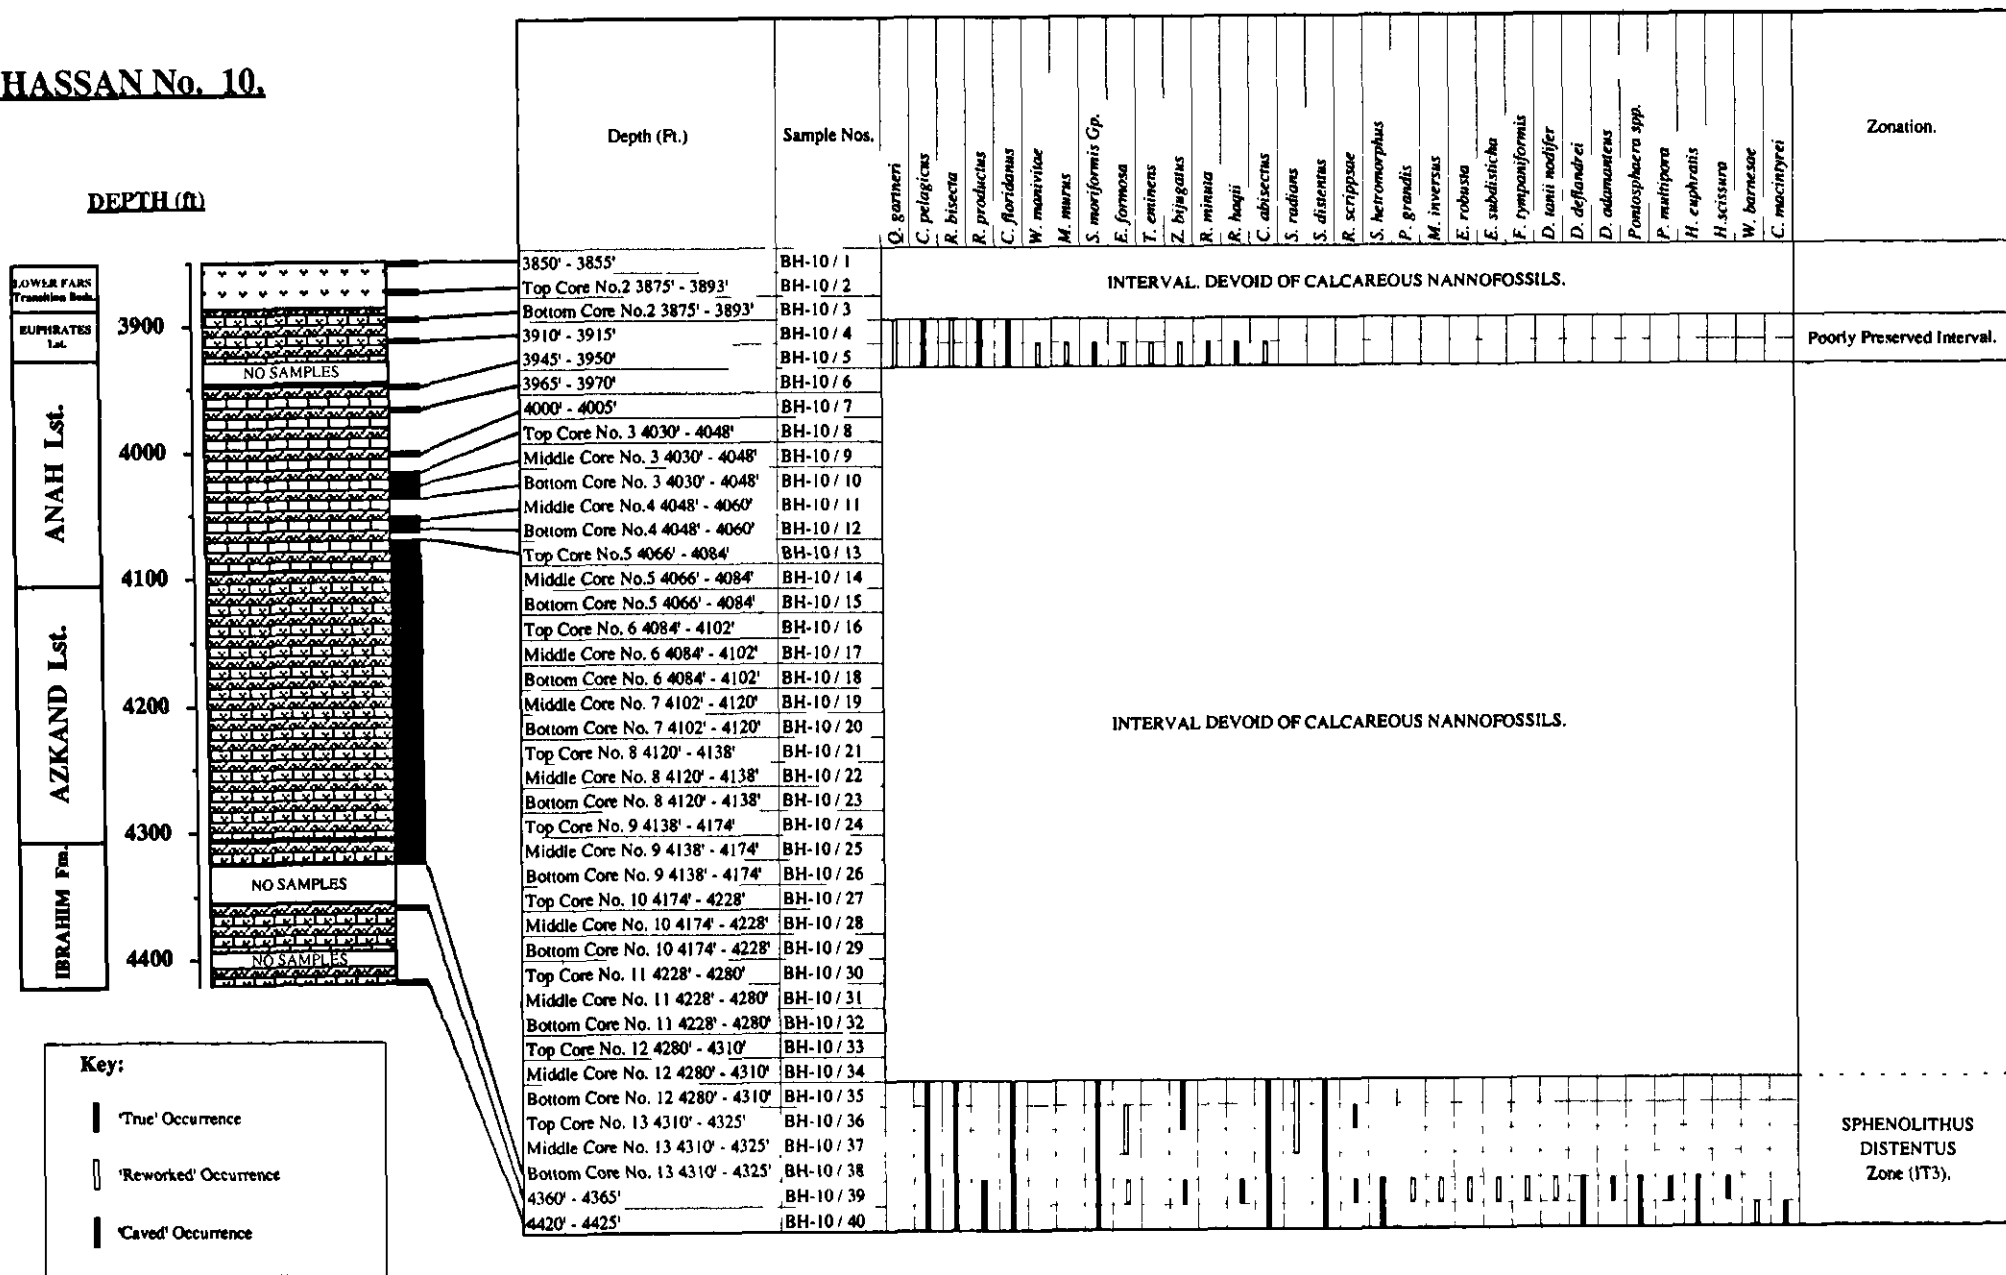 HASSAN No. 10.
DEPTH (ft)
LOWER FARS
Transition Beds.
EUPHRATES
Lst.
ANAH Lst.
AZKAND Lst.
IBRAHIM Fm.
3900
4000
4100
4200
4300
4400
NO SAMPLES
NO SAMPLES
NO SAMPLES
Key:
'True' Occurrence
'Reworked' Occurrence
'Caved' Occurrence
Depth (Ft.) Sample Nos. Zonation.
Q. gartneri
C. pelagicus
R. bisecta
R. productus
C. floridanus
W. manivitae
M. murus
S. moriformis Gp.
E. formosa
T. eminens
Z. bijugatus
R. minuta
R. haqii
C. abisectus
S. radians
S. distentus
R. scrippsae
S. hetromorphus
P. grandis
M. inversus
E. robusta
E. subdisticha
F. tympaniformis
D. tanii nodifer
D. deflandrei
D. adamanteus
Pontosphaera spp.
P. multipora
H. euphratis
H.scissura
W. barnesae
C. macintyrei
3850' - 3855' BH-10 / 1
Top Core No.2 3875' - 3893' BH-10 / 2
Bottom Core No.2 3875' - 3893' BH-10 / 3
3910' - 3915' BH-10 / 4
3945' - 3950' BH-10 / 5
3965' - 3970' BH-10 / 6
4000' - 4005' BH-10 / 7
Top Core No. 3 4030' - 4048' BH-10 / 8
Middle Core No. 3 4030' - 4048' BH-10 / 9
Bottom Core No. 3 4030' - 4048' BH-10 / 10
Middle Core No.4 4048' - 4060' BH-10 / 11
Bottom Core No.4 4048' - 4060' BH-10 / 12
Top Core No.5 4066' - 4084' BH-10 / 13
Middle Core No.5 4066' - 4084' BH-10 / 14
Bottom Core No.5 4066' - 4084' BH-10 / 15
Top Core No. 6 4084' - 4102' BH-10 / 16
Middle Core No. 6 4084' - 4102' BH-10 / 17
Bottom Core No. 6 4084' - 4102' BH-10 / 18
Middle Core No. 7 4102' - 4120' BH-10 / 19
Bottom Core No. 7 4102' - 4120' BH-10 / 20
Top Core No. 8 4120' - 4138' BH-10 / 21
Middle Core No. 8 4120' - 4138' BH-10 / 22
Bottom Core No. 8 4120' - 4138' BH-10 / 23
Top Core No. 9 4138' - 4174' BH-10 / 24
Middle Core No. 9 4138' - 4174' BH-10 / 25
Bottom Core No. 9 4138' - 4174' BH-10 / 26
Top Core No. 10 4174' - 4228' BH-10 / 27
Middle Core No. 10 4174' - 4228' BH-10 / 28
Bottom Core No. 10 4174' - 4228' BH-10 / 29
Top Core No. 11 4228' - 4280' BH-10 / 30
Middle Core No. 11 4228' - 4280' BH-10 / 31
Bottom Core No. 11 4228' - 4280' BH-10 / 32
Top Core No. 12 4280' - 4310' BH-10 / 33
Middle Core No. 12 4280' - 4310' BH-10 / 34
Bottom Core No. 12 4280' - 4310' BH-10 / 35
Top Core No. 13 4310' - 4325' BH-10 / 36
Middle Core No. 13 4310' - 4325' BH-10 / 37
Bottom Core No. 13 4310' - 4325' BH-10 / 38
4360' - 4365' BH-10 / 39
4420' - 4425' BH-10 / 40
INTERVAL. DEVOID OF CALCAREOUS NANNOFOSSILS.
Poorly Preserved Interval.
INTERVAL DEVOID OF CALCAREOUS NANNOFOSSILS.
SPHENOLITHUS
DISTENTUS
Zone (IT3).